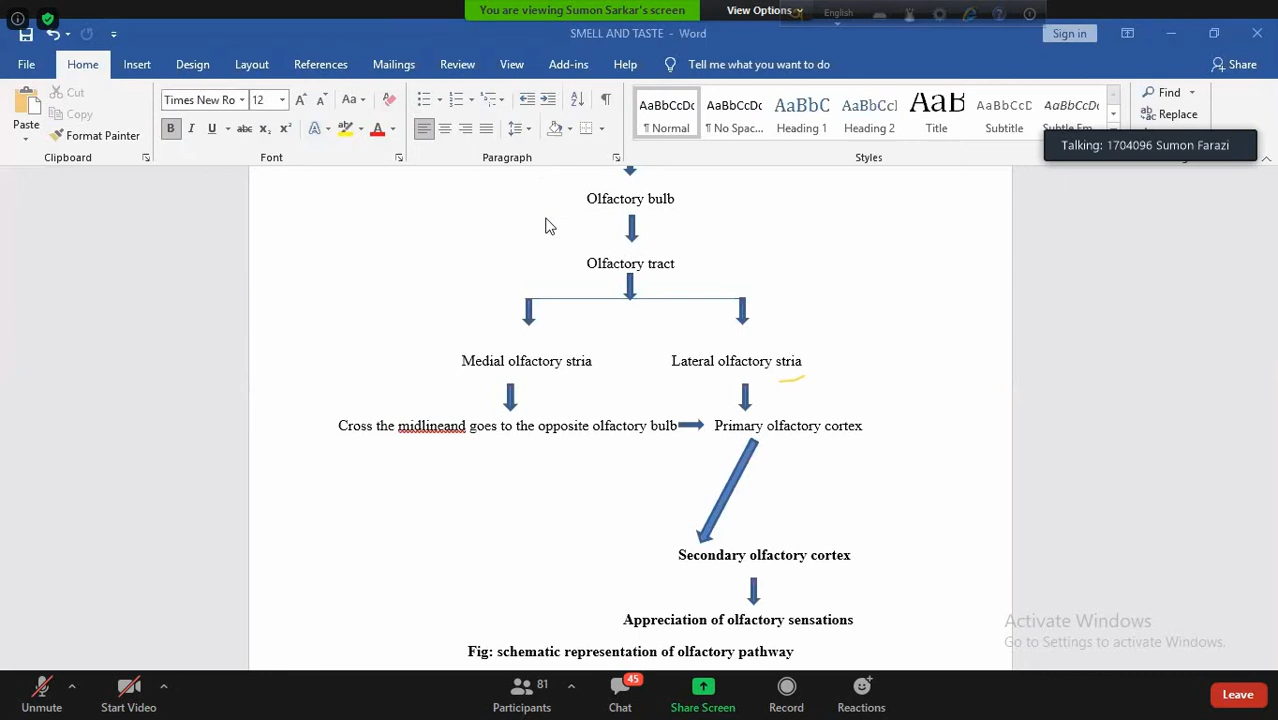 You are viewing Sumon Sarkar's screen
View Options
English
SMELL AND TASTE - Word
Sign in
File
Home
Insert
Design
Layout
References
Mailings
Review
View
Add-ins
Help
Tell me what you want to do
Share
Paste
Cut
Copy
Format Painter
Clipboard
Times New Ro
12
Font
Paragraph
AaBbCcDc
¶ Normal
AaBbCcDc
¶ No Spac...
AaBbC
Heading 1
AaBbCc
Heading 2
AaB
Title
AaBbCcC
Subtitle
AaBbCcDc
Subtle Em
Styles
Find
Replace
Talking: 1704096 Sumon Farazi
Olfactory bulb
Olfactory tract
Medial olfactory stria
Lateral olfactory stria
Cross the midlineand goes to the opposite olfactory bulb
Primary olfactory cortex
Secondary olfactory cortex
Appreciation of olfactory sensations
Fig: schematic representation of olfactory pathway
Activate Windows
Go to Settings to activate Windows.
Unmute
Start Video
81
Participants
45
Chat
Share Screen
Record
Reactions
Leave